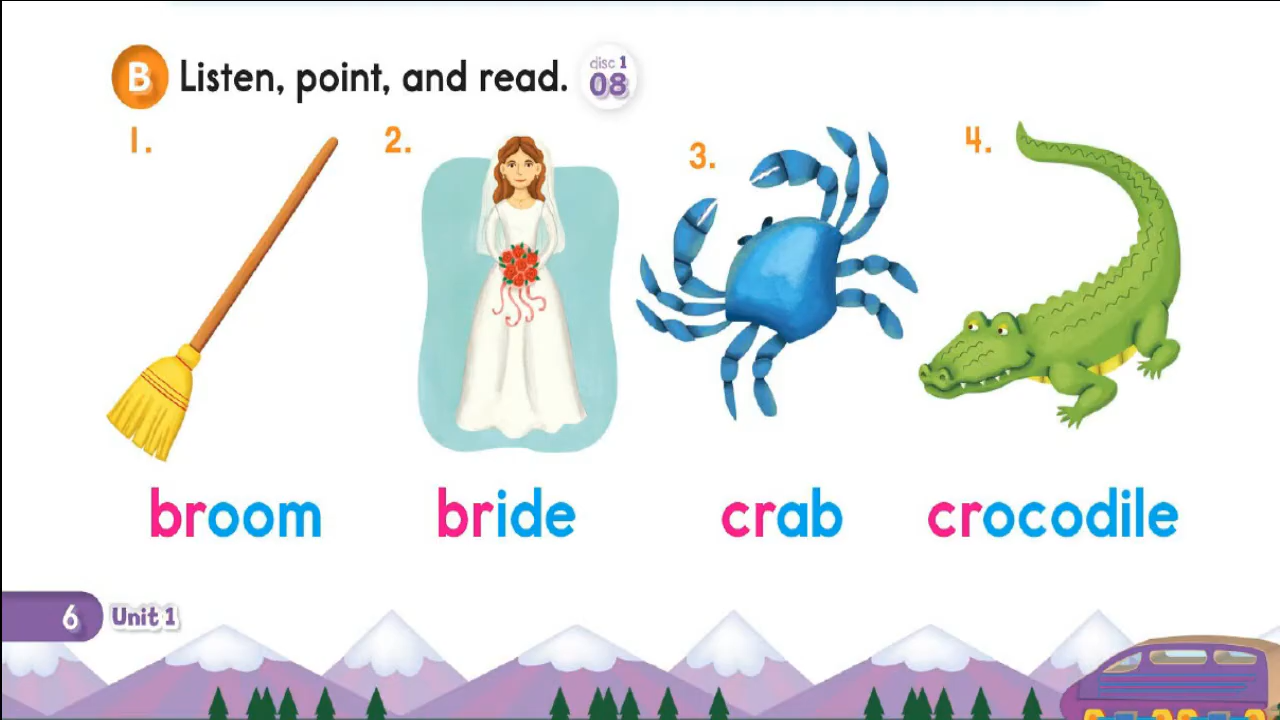 B Listen, point, and read. disc 1
08
1. 2. 3. 4.
broom bride crab crocodile
6 Unit 1